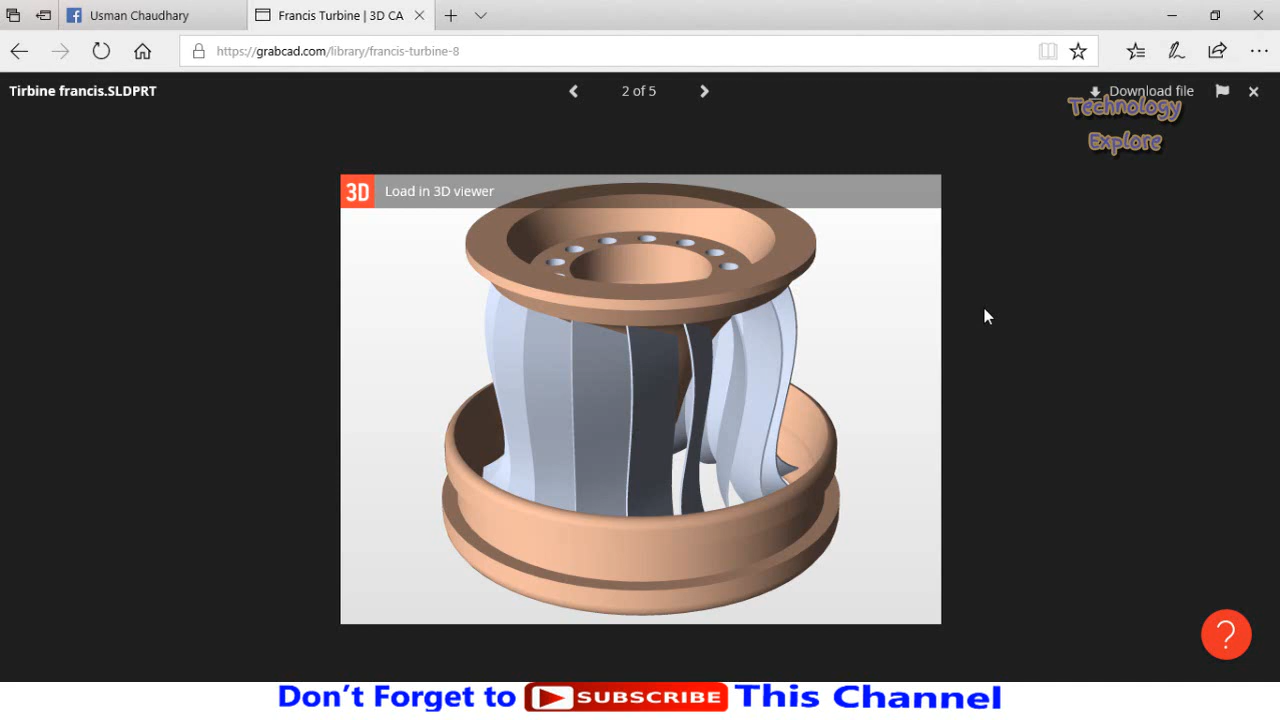 Usman Chaudhary
Francis Turbine | 3D CA
https://grabcad.com/library/francis-turbine-8
Tirbine francis.SLDPRT
2 of 5
Download file
Technology
Explore
3D Load in 3D viewer
?
Don't Forget to SUBSCRIBE This Channel